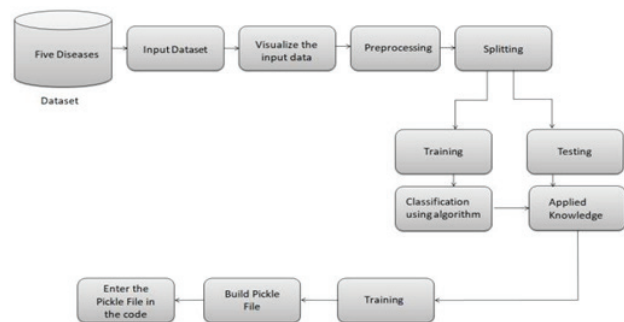 Five Diseases
Dataset
Input Dataset
Visualize the
input data
Preprocessing
Splitting
Training
Testing
Classification
using algorithm
Applied
Knowledge
Training
Build Pickle
File
Enter the
Pickle File in
the code